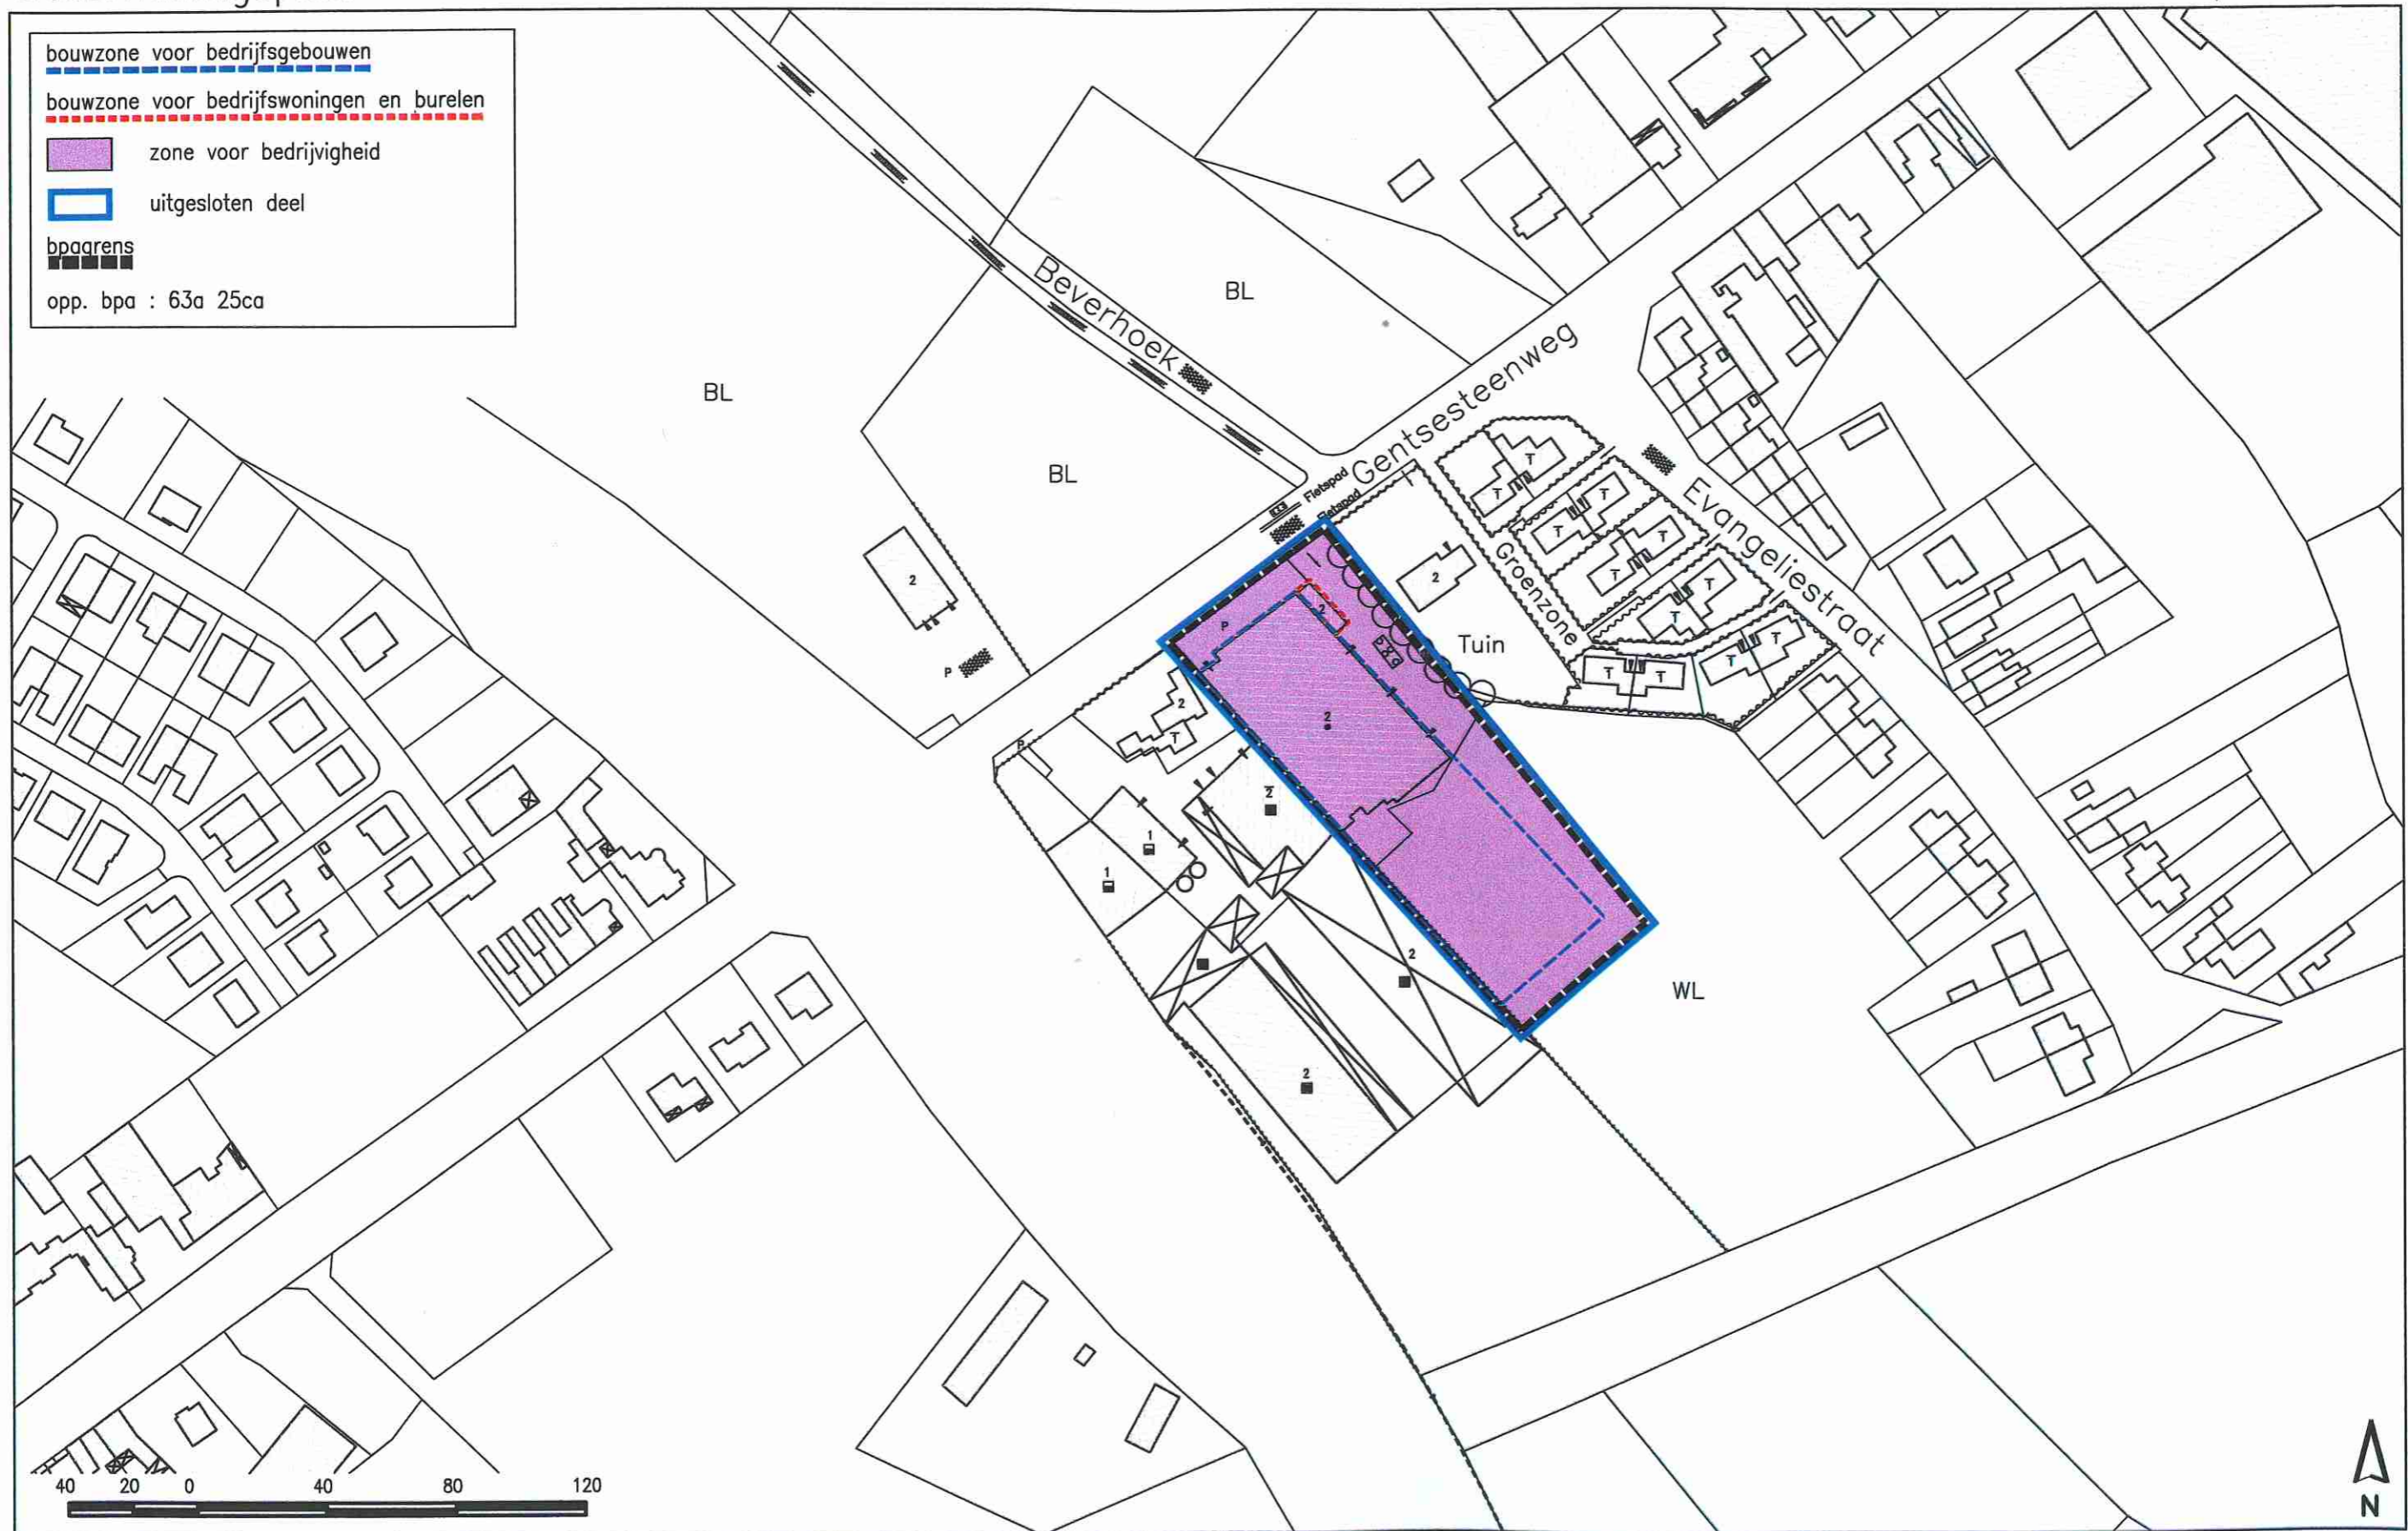 bouwzone voor bedrijfsgebouwen
bouwzone voor bedrijfswoningen en burelen
zone voor bedrijvigheid
uitgesloten deel
bpagrens
opp. bpa : 63a 25ca
BL
Beverhoek
BL
BL
Gentsesteenweg
Fietspad
Fietspad
Evangeliestraat
Groenzone
Tuin
T
T
T
T
T
T
T
T
T
T
T
T
2
2
2
P
P
589
2
2
T
P
2
2
1
1
2
2
WL
40 20 0 40 80 120
N